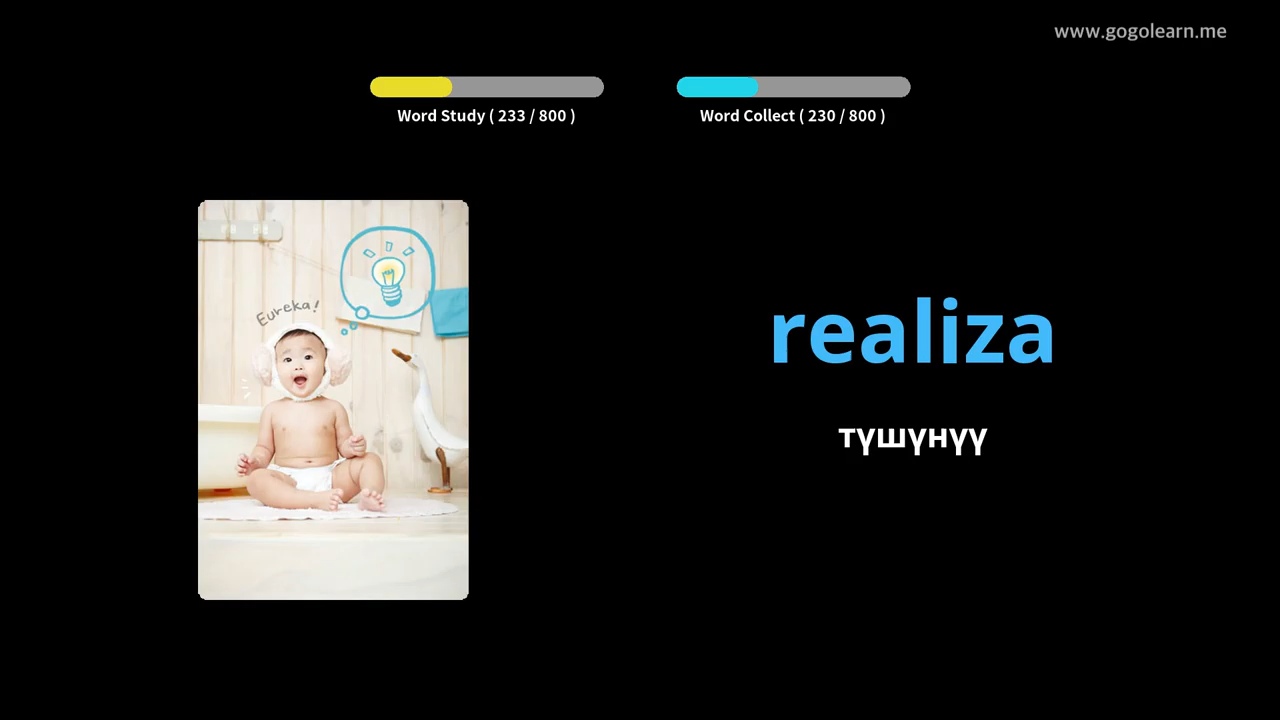 www.gogolearn.me
Word Study ( 233 / 800 )
Word Collect ( 230 / 800 )
Eureka!
realiza
түшүнүү